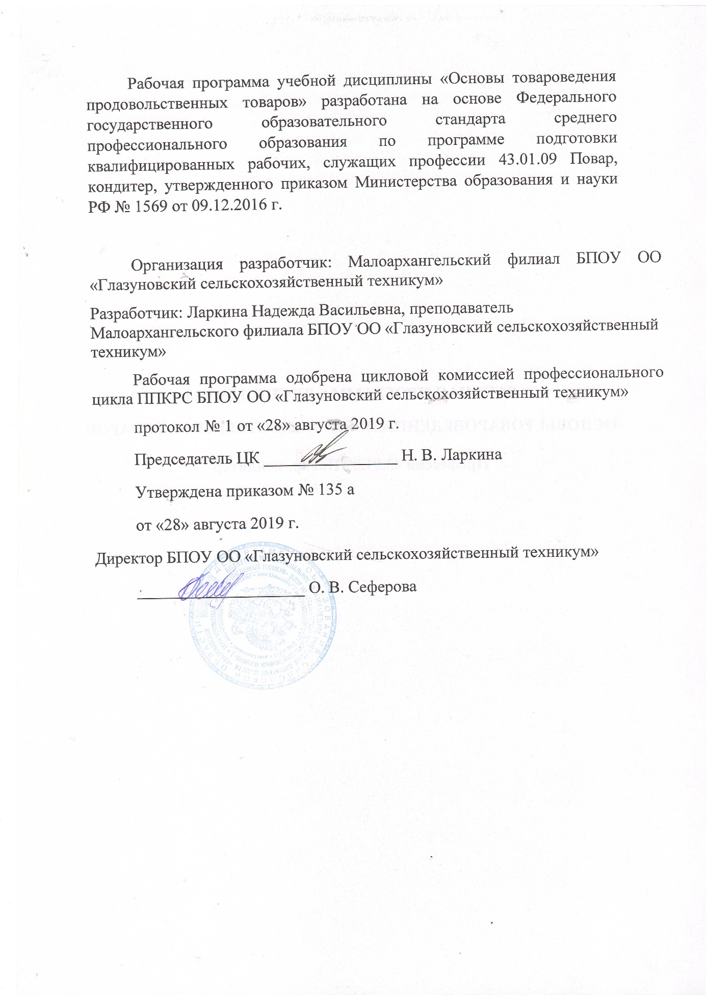 Рабочая программа учебной дисциплины «Основы товароведения
продовольственных товаров» разработана на основе Федерального
государственного образовательного стандарта среднего
профессионального образования по программе подготовки
квалифицированных рабочих, служащих профессии 43.01.09 Повар,
кондитер, утвержденного приказом Министерства образования и науки
РФ № 1569 от 09.12.2016 г.
Организация разработчик: Малоархангельский филиал БПОУ ОО
«Глазуновский сельскохозяйственный техникум»
Разработчик: Ларкина Надежда Васильевна, преподаватель
Малоархангельского филиала БПОУ ОО «Глазуновский сельскохозяйственный
техникум»
Рабочая программа одобрена цикловой комиссией профессионального
цикла ППКРС БПОУ ОО «Глазуновский сельскохозяйственный техникум»
протокол № 1 от «28» августа 2019 г.
Председатель ЦК Н. В. Ларкина
Утверждена приказом № 135 а
от «28» августа 2019 г.
Директор БПОУ ОО «Глазуновский сельскохозяйственный техникум»
О. В. Сеферова